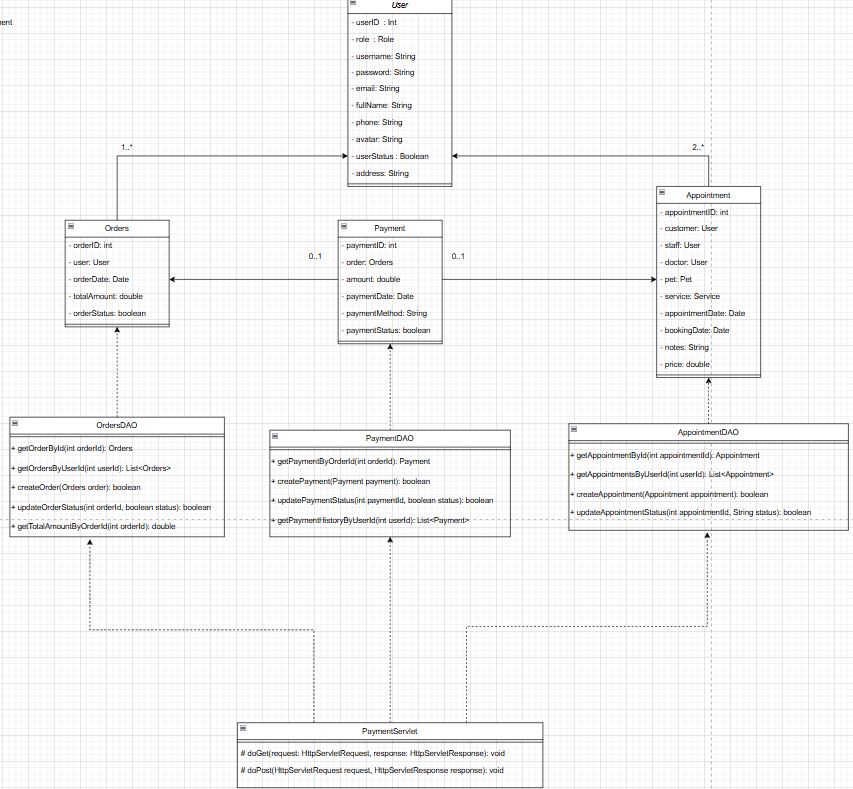 User
ent
- userID : Int
- role : Role
- username: String
- password: String
- email: String
- fullName: String
- phone: String
- avatar: String
- userStatus : Boolean
- address: String
1..*
2..*
Orders
- orderID: int
- user: User
- orderDate: Date
- totalAmount: double
- orderStatus: boolean
0..1
Payment
- paymentID: int
- order: Orders
- amount: double
- paymentDate: Date
- paymentMethod: String
- paymentStatus: boolean
0..1
Appointment
- appointmentID: int
- customer: User
- staff: User
- doctor: User
- pet: Pet
- service: Service
- appointmentDate: Date
- bookingDate: Date
- notes: String
- price: double
OrdersDAO
+ getOrderById(int orderId): Orders
+ getOrdersByUserId(int userId): List<Orders>
+ createOrder(Orders order): boolean
+ updateOrderStatus(int orderId, boolean status): boolean
+ getTotalAmountByOrderId(int orderId): double
PaymentDAO
+ getPaymentByOrderId(int orderId): Payment
+ createPayment(Payment payment): boolean
+ updatePaymentStatus(int paymentId, boolean status): boolean
+ getPaymentHistoryByUserId(int userId): List<Payment>
AppointmentDAO
+ getAppointmentById(int appointmentId): Appointment
+ getAppointmentsByUserId(int userId): List<Appointment>
+ createAppointment(Appointment appointment): boolean
+ updateAppointmentStatus(int appointmentId, String status): boolean
PaymentServlet
# doGet(request: HttpServletRequest, response: HttpServletResponse): void
# doPost(HttpServletRequest request, HttpServletResponse response): void